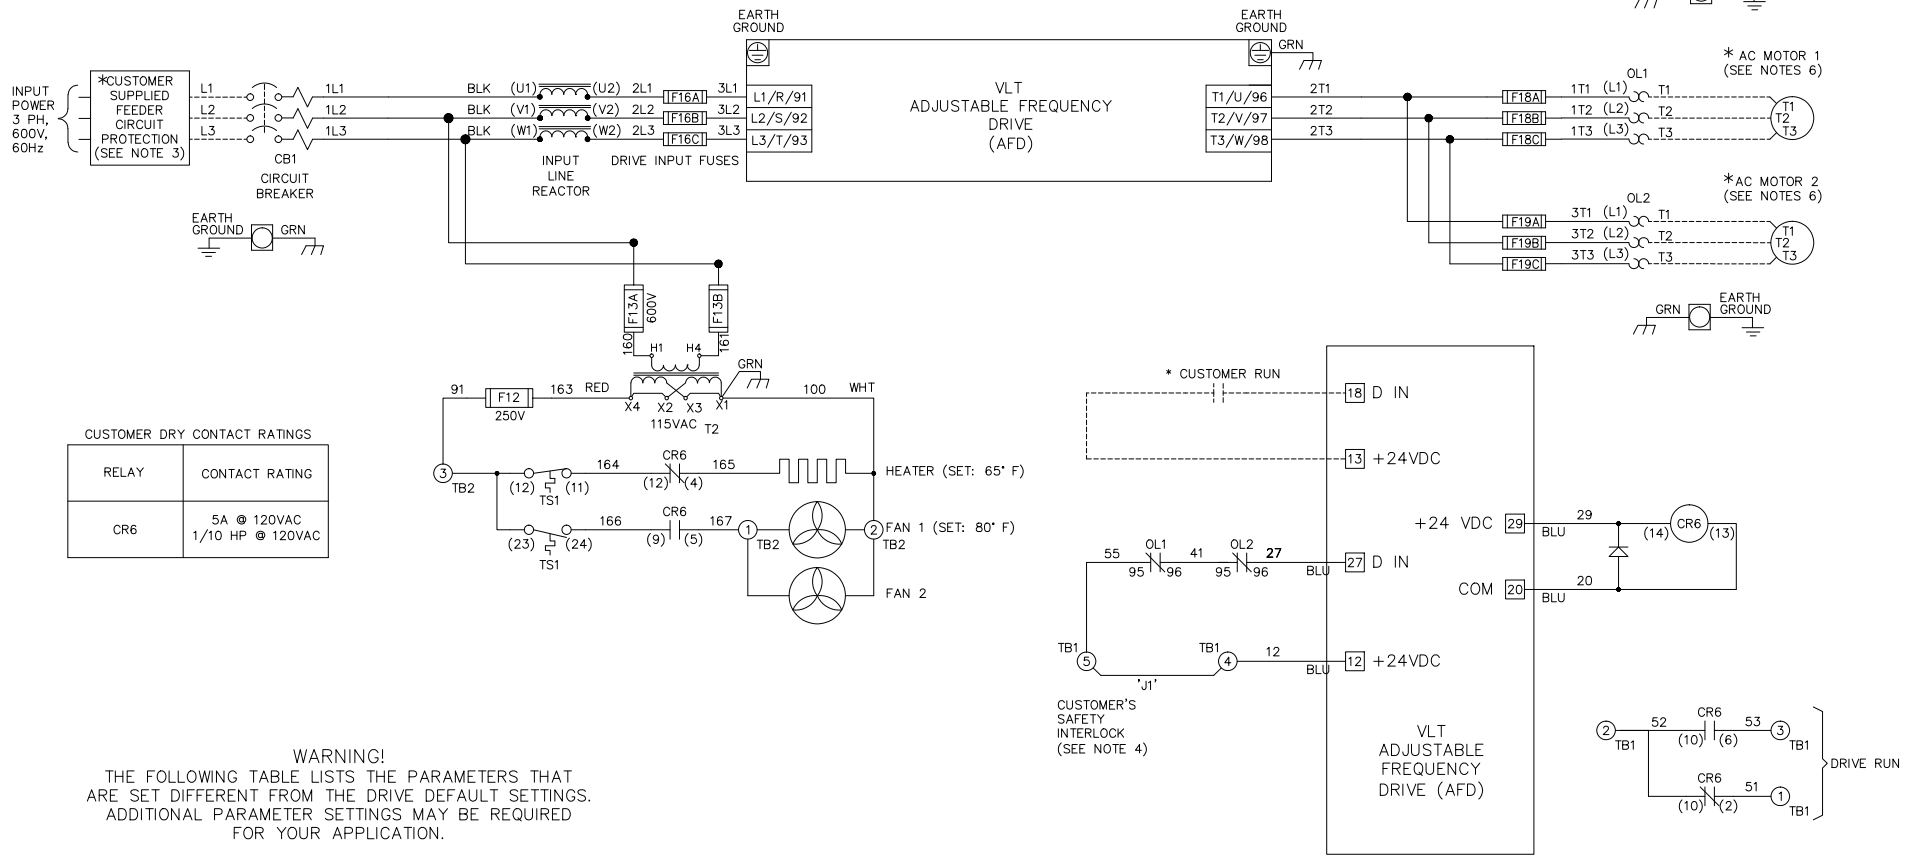 EARTH
GROUND
EARTH
GROUND
GRN
INPUT
POWER
3 PH,
600V,
60Hz
*CUSTOMER
SUPPLIED
FEEDER
CIRCUIT
PROTECTION
(SEE NOTE 3)
L1
L2
L3
CB1
CIRCUIT
BREAKER
1L1
1L2
1L3
BLK (U1) (U2) 2L1 F16A 3L1
BLK (V1) (V2) 2L2 F16B 3L2
BLK (W1) (W2) 2L3 F16C 3L3
INPUT
LINE
REACTOR
DRIVE INPUT FUSES
L1/R/91
L2/S/92
L3/T/93
VLT
ADJUSTABLE FREQUENCY
DRIVE
(AFD)
T1/U/96
T2/V/97
T3/W/98
2T1
2T2
2T3
* AC MOTOR 1
(SEE NOTES 6)
OL1
F18A 1T1 (L1) T1
F18B 1T2 (L2) T2
F18C 1T3 (L3) T3
T1
T2
T3
* AC MOTOR 2
(SEE NOTES 6)
OL2
F19A 3T1 (L1) T1
F19B 3T2 (L2) T2
F19C 3T3 (L3) T3
T1
T2
T3
EARTH
GROUND
GRN
GRN
EARTH
GROUND
F13A
600V
F13B
160
161
H1 H4
GRN
91 F12 163 RED
250V
X4 X2 X3 X1
100 WHT
115VAC T2
3
TB2
(12) (11)
TS1
164
CR6
(12) (4)
165
HEATER (SET: 65° F)
(23) (24)
TS1
166
CR6
(9) (5)
167
1
TB2
2
TB2
FAN 1 (SET: 80° F)
FAN 2
CUSTOMER DRY CONTACT RATINGS
RELAY CONTACT RATING
CR6
5A @ 120VAC
1/10 HP @ 120VAC
* CUSTOMER RUN
18 D IN
13 +24VDC
+24 VDC 29
29
BLU
CR6
(14) (13)
55 OL1 41 OL2 27
95 96 95 96
BLU
27 D IN
COM 20
20
BLU
TB1
5
TB1
4
12
BLU
12 +24VDC
'J1'
CUSTOMER'S
SAFETY
INTERLOCK
(SEE NOTE 4)
VLT
ADJUSTABLE
FREQUENCY
DRIVE (AFD)
2
TB1
52
CR6
(10) (6)
53
3
TB1
CR6
(10) (2)
51
1
TB1
DRIVE RUN
WARNING!
THE FOLLOWING TABLE LISTS THE PARAMETERS THAT
ARE SET DIFFERENT FROM THE DRIVE DEFAULT SETTINGS.
ADDITIONAL PARAMETER SETTINGS MAY BE REQUIRED
FOR YOUR APPLICATION.